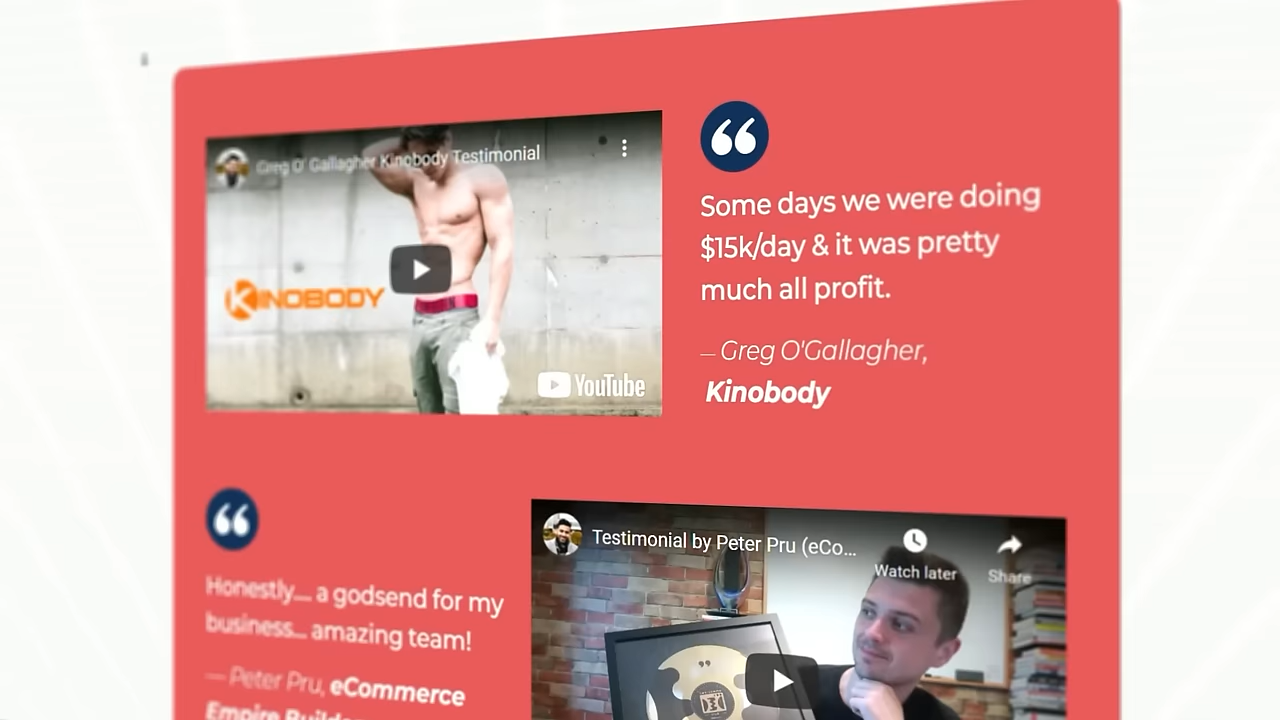 Greg O' Gallagher Kinobody Testimonial
KINOBODY
YouTube
Some days we were doing
$15k/day & it was pretty
much all profit.
– Greg O'Gallagher,
Kinobody
Honestly.... a godsend for my
business... amazing team!
— Peter Pru, eCommerce
Empire Builders
Testimonial by Peter Pru (eCo...
Watch later
Share